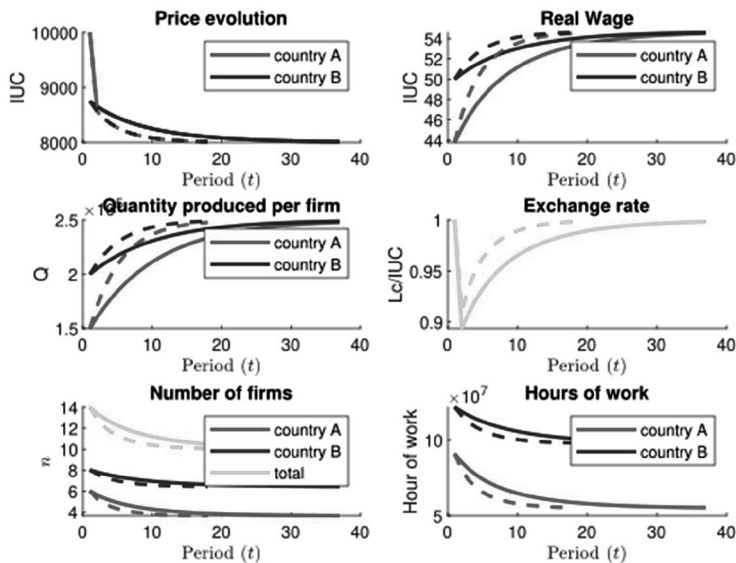 Price evolution
10000
9000
8000
IUC
country A
country B
0
10
20
30
40
Period (t)
Real Wage
54
52
50
48
46
44
IUC
country A
country B
0
10
20
30
40
Period (t)
Quantity produced per firm
2.5
2
1.5
Q
country A
country B
0
10
20
30
40
Period (t)
Exchange rate
1
0.95
0.9
Lc/IUC
0
10
20
30
40
Period (t)
Number of firms
14
12
10
8
6
4
n
country A
country B
total
0
10
20
30
40
Period (t)
Hours of work
×10⁷
10
5
Hour of work
country A
country B
0
10
20
30
40
Period (t)